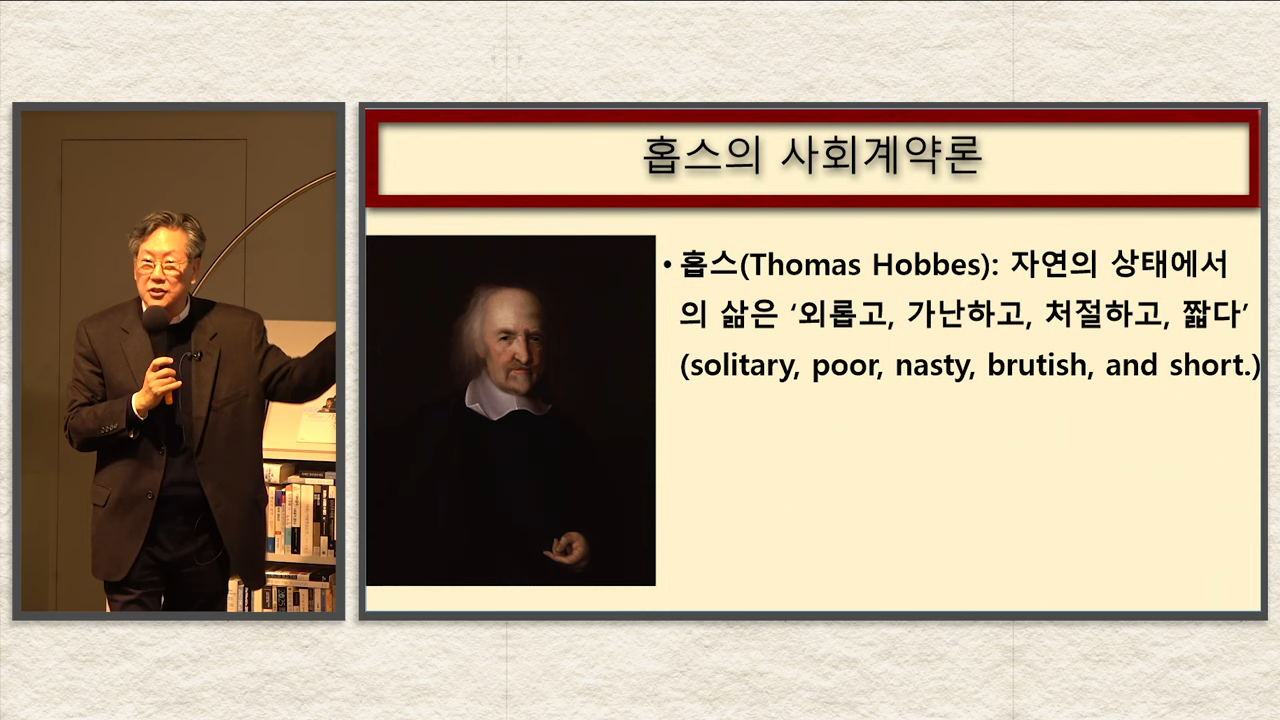 홉스의 사회계약론
• 홉스(Thomas Hobbes): 자연의 상태에서
의 삶은 ‘외롭고, 가난하고, 처절하고, 짧다’
(solitary, poor, nasty, brutish, and short.)